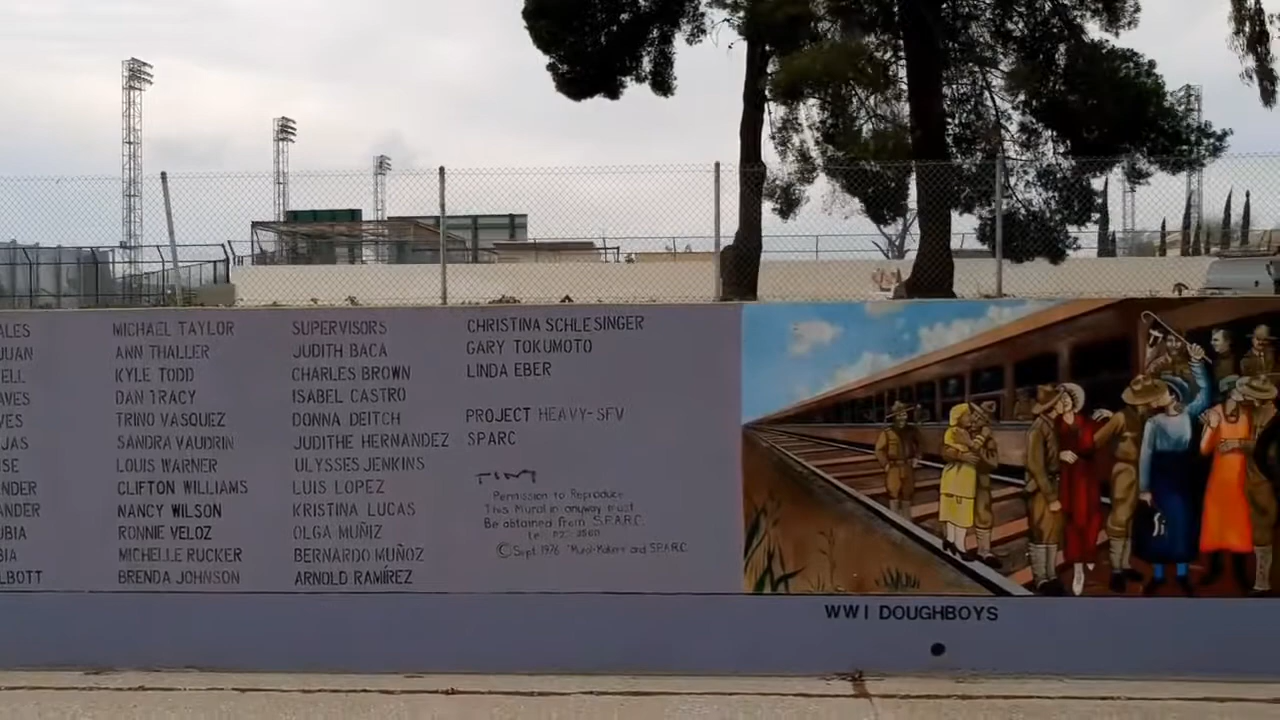 ALES
JUAN
ELL
AVES
VES
JAS
SE
NDER
ANDER
UBIA
BIA
LBOTT
MICHAEL TAYLOR
ANN THALLER
KYLE TODD
DAN TRACY
TRINO VASQUEZ
SANDRA VAUDRIN
LOUIS WARNER
CLIFTON WILLIAMS
NANCY WILSON
RONNIE VELOZ
MICHELLE RUCKER
BRENDA JOHNSON
SUPERVISORS
JUDITH BACA
CHARLES BROWN
ISABEL CASTRO
DONNA DEITCH
JUDITHE HERNANDEZ
ULYSSES JENKINS
LUIS LOPEZ
KRISTINA LUCAS
OLGA MUÑIZ
BERNARDO MUÑOZ
ARNOLD RAMÍREZ
CHRISTINA SCHLESINGER
GARY TOKUMOTO
LINDA EBER
PROJECT HEAVY-SFV
SPARC
Permission to Reproduce
This Mural in anyway must
Be obtained from S.P.A.R.C.
©Sept. 1976 "Mural-Makers" and SPARC
WWI DOUGHBOYS